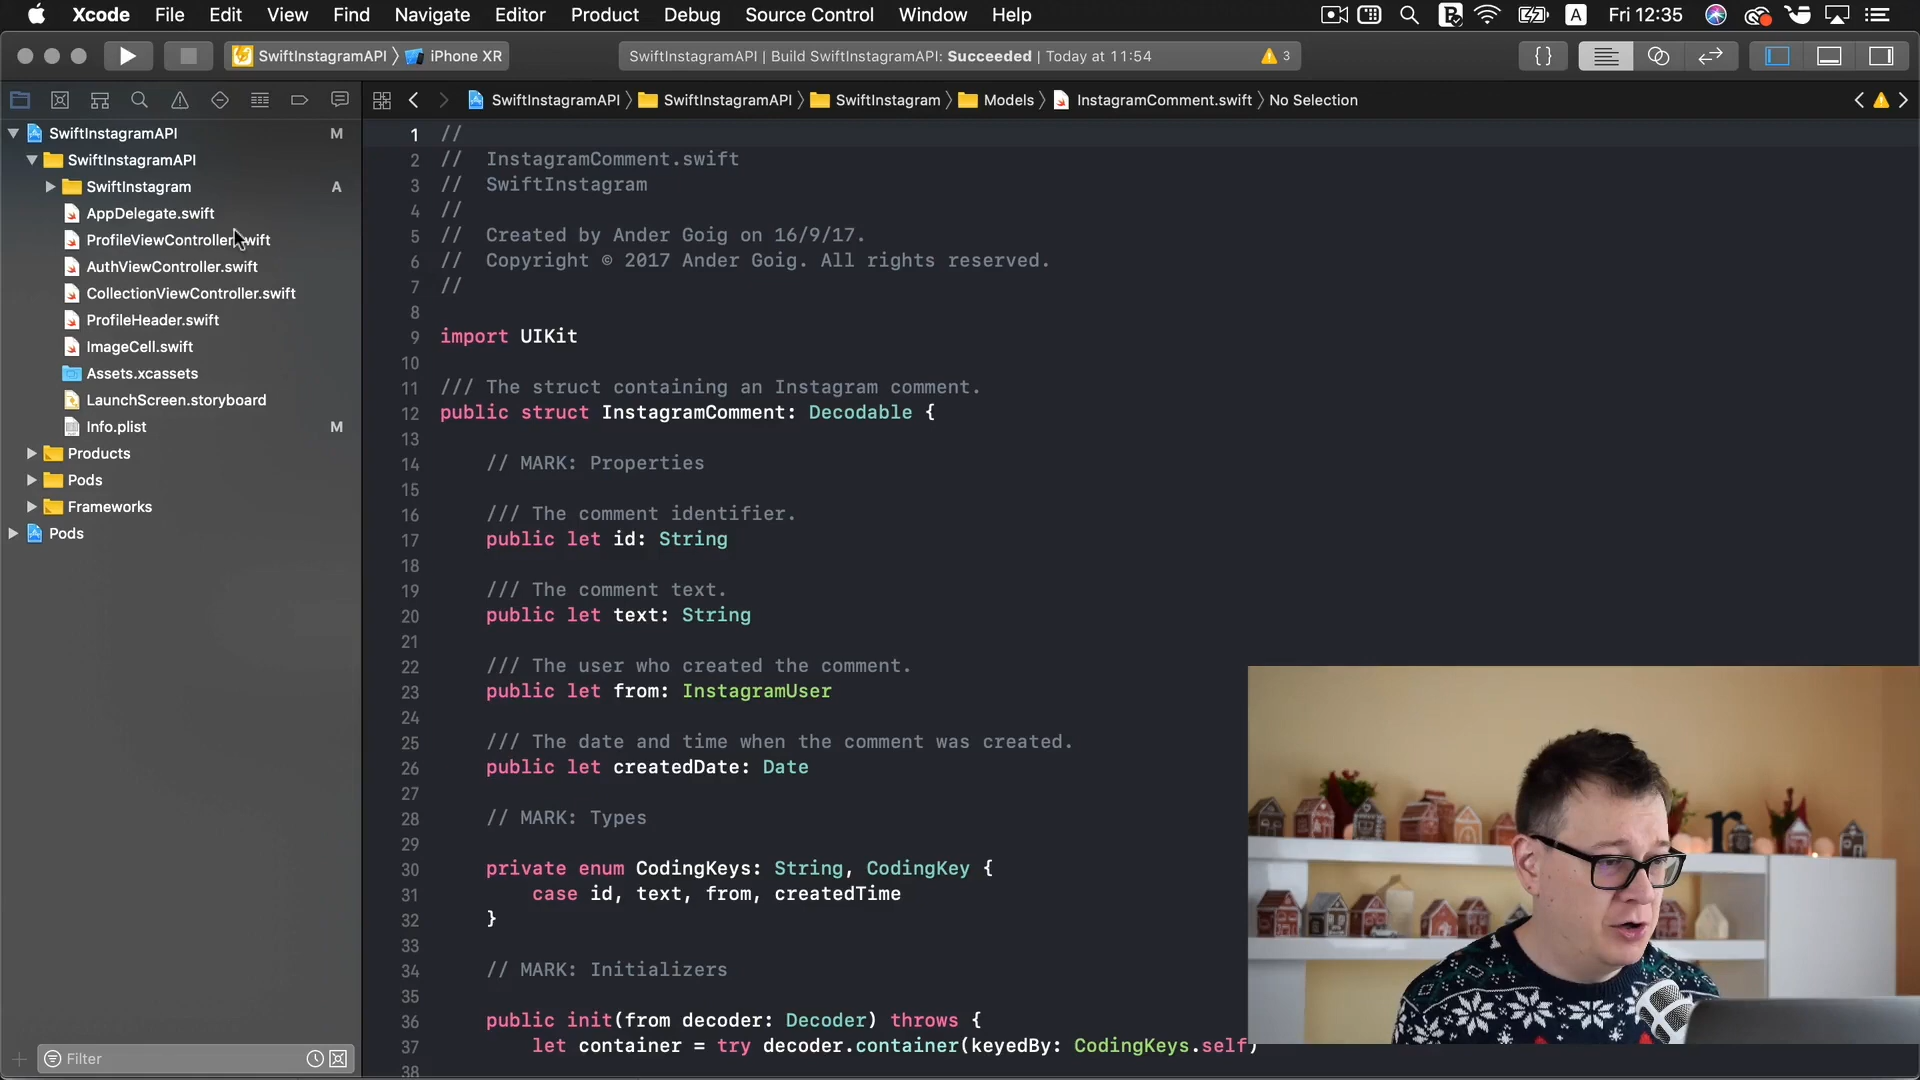 Xcode File Edit View Find Navigate Editor Product Debug Source Control Window Help Fri 12:35
SwiftInstagramAPI iPhone XR
SwiftInstagramAPI | Build SwiftInstagramAPI: Succeeded | Today at 11:54 3
SwiftInstagramAPI SwiftInstagramAPI SwiftInstagram Models InstagramComment.swift No Selection
SwiftInstagramAPI M
SwiftInstagramAPI
SwiftInstagram A
AppDelegate.swift
ProfileViewController.swift
AuthViewController.swift
CollectionViewController.swift
ProfileHeader.swift
ImageCell.swift
Assets.xcassets
LaunchScreen.storyboard
Info.plist M
Products
Pods
Frameworks
Pods
Filter
1 //
2 // InstagramComment.swift
3 // SwiftInstagram
4 //
5 // Created by Ander Goig on 16/9/17.
6 // Copyright © 2017 Ander Goig. All rights reserved.
7 //
8
9 import UIKit
10
11 /// The struct containing an Instagram comment.
12 public struct InstagramComment: Decodable {
13
14 // MARK: Properties
15
16 /// The comment identifier.
17 public let id: String
18
19 /// The comment text.
20 public let text: String
21
22 /// The user who created the comment.
23 public let from: InstagramUser
24
25 /// The date and time when the comment was created.
26 public let createdDate: Date
27
28 // MARK: Types
29
30 private enum CodingKeys: String, CodingKey {
31 case id, text, from, createdTime
32 }
33
34 // MARK: Initializers
35
36 public init(from decoder: Decoder) throws {
37 let container = try decoder.container(keyedBy: CodingKeys.self)
38